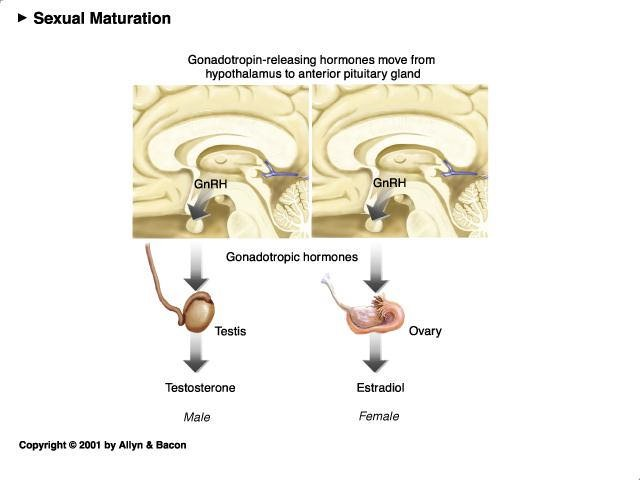 Sexual Maturation
Gonadotropin-releasing hormones move from
hypothalamus to anterior pituitary gland
GnRH
GnRH
Gonadotropic hormones
Testis
Ovary
Testosterone
Estradiol
Male
Female
Copyright © 2001 by Allyn & Bacon